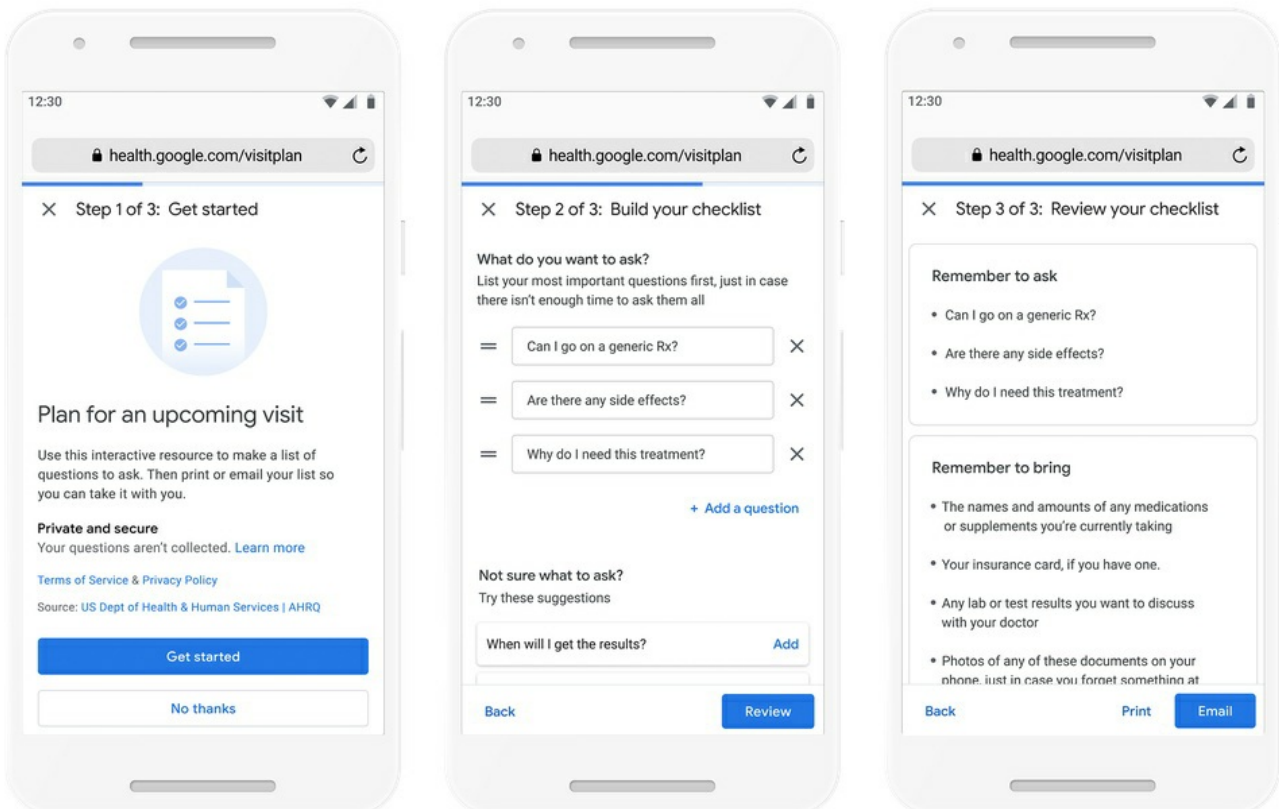 12:30
health.google.com/visitplan
Step 1 of 3: Get started
Plan for an upcoming visit
Use this interactive resource to make a list of
questions to ask. Then print or email your list so
you can take it with you.
Private and secure
Your questions aren't collected. Learn more
Terms of Service & Privacy Policy
Source: US Dept of Health & Human Services | AHRQ
Get started
No thanks
12:30
health.google.com/visitplan
Step 2 of 3: Build your checklist
What do you want to ask?
List your most important questions first, just in case
there isn't enough time to ask them all
Can I go on a generic Rx?
Are there any side effects?
Why do I need this treatment?
+ Add a question
Not sure what to ask?
Try these suggestions
When will I get the results? Add
Back Review
12:30
health.google.com/visitplan
Step 3 of 3: Review your checklist
Remember to ask
• Can I go on a generic Rx?
• Are there any side effects?
• Why do I need this treatment?
Remember to bring
• The names and amounts of any medications
or supplements you're currently taking
• Your insurance card, if you have one.
• Any lab or test results you want to discuss
with your doctor
• Photos of any of these documents on your
phone, just in case you forget something at
Back Print Email